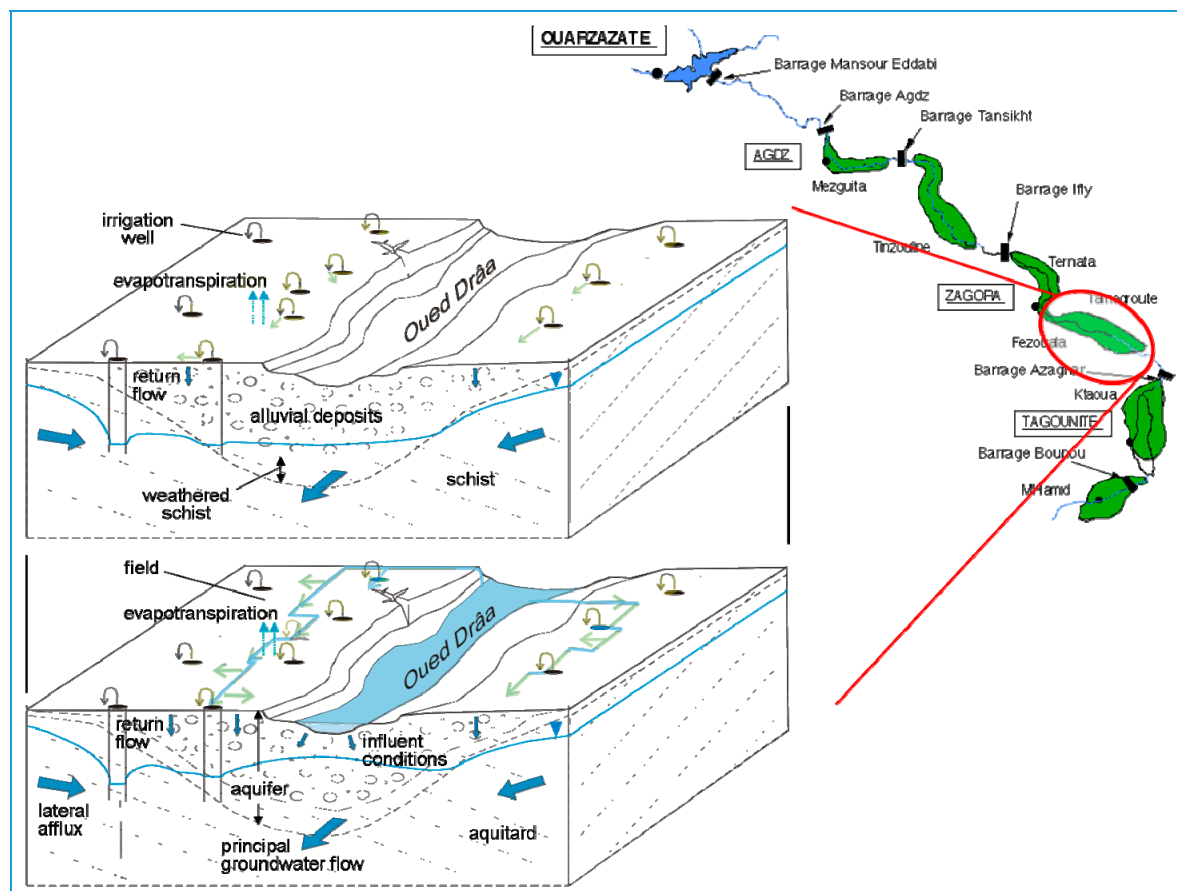 OUARZAZATE
Barrage Mansour Eddabi
Barrage Agdz
Barrage Tansikht
AGDZ
Mezguita
Barrage Ifly
Tinzouline
Ternata
ZAGORA
Tamegroute
Fezouata
Barrage Azaghar
Ktaoua
TAGOUNITE
Barrage Bounou
M'Hamid
irrigation
well
evapotranspiration
Oued Drâa
return
flow
alluvial deposits
weathered
schist
schist
field
evapotranspiration
Oued Drâa
return
flow
influent
conditions
aquifer
lateral
afflux
aquitard
principal
groundwater flow